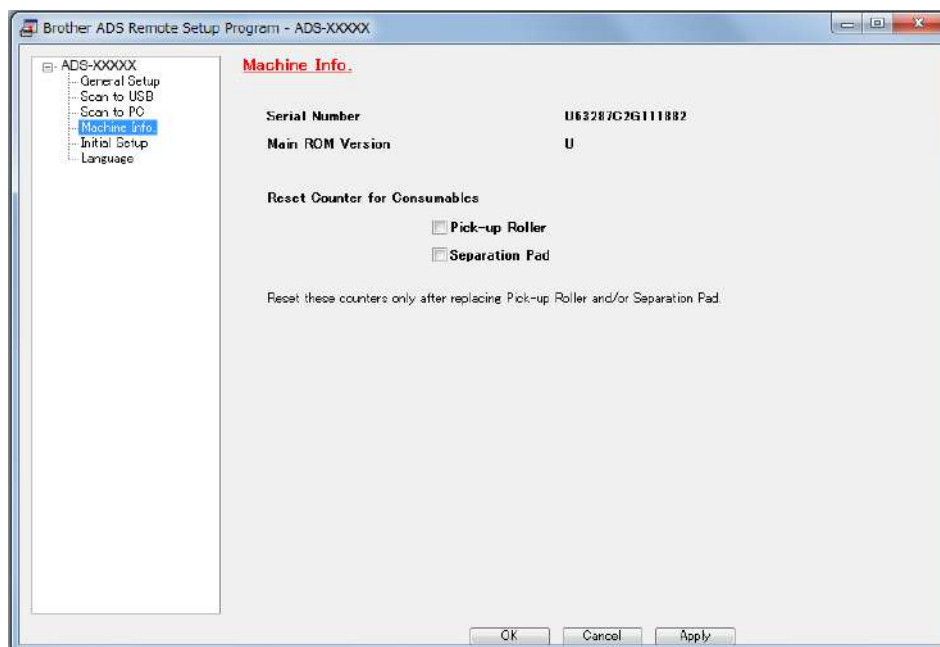 Brother ADS Remote Setup Program - ADS-XXXXX
ADS-XXXXX
General Setup
Scan to USB
Scan to PC
Machine Info.
Initial Setup
Language
Machine Info.
Serial Number U63287C2G111882
Main ROM Version U
Reset Counter for Consumables
Pick-up Roller
Separation Pad
Reset these counters only after replacing Pick-up Roller and/or Separation Pad.
OK Cancel Apply